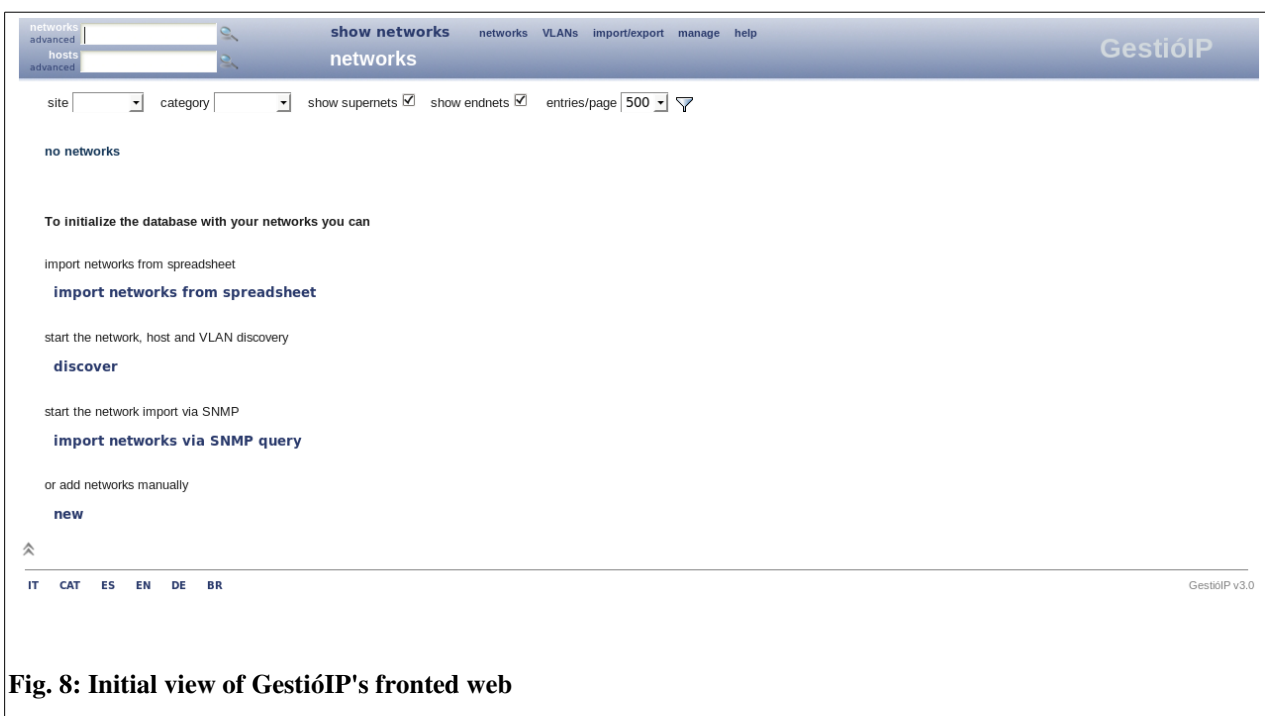 networks
advanced
hosts
advanced
show networks networks VLANs import/export manage help
networks
GestióIP
site category show supernets show endnets entries/page 500
no networks
To initialize the database with your networks you can
import networks from spreadsheet
import networks from spreadsheet
start the network, host and VLAN discovery
discover
start the network import via SNMP
import networks via SNMP query
or add networks manually
new
IT CAT ES EN DE BR
GestióIP v3.0
Fig. 8: Initial view of GestióIP's fronted web